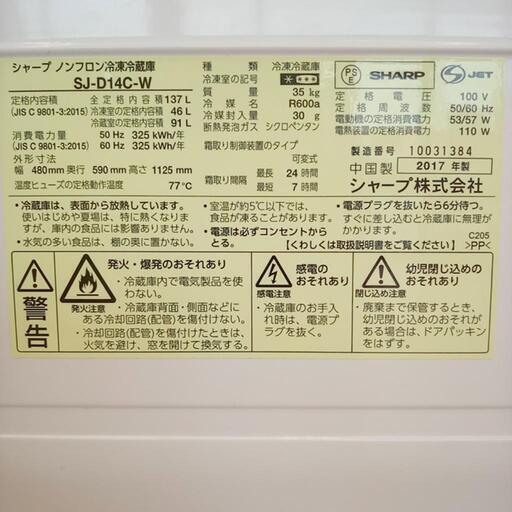 シャープ ノンフロン冷凍冷蔵庫
SJ-D14C-W
定格内容積 全定格内容積 137 L
(JIS C 9801-3:2015) 冷凍室の定格内容積 46 L
冷蔵室の定格内容積 91 L
消費電力量 50 Hz 325 kWh/年
(JIS C 9801-3:2015) 60 Hz 325 kWh/年
外形寸法
幅 480mm 奥行 590 mm 高さ 1125 mm
温度ヒューズの定格動作温度 77℃
種類 冷凍冷蔵庫
冷凍室の記号
質量 35 kg
冷媒 R600a
冷媒封入量 30 g
断熱発泡ガス シクロペンタン
霜取り制御装置のタイプ
可変式
霜取り間隔 最長 24 時間
最短 7 時間
PSE SHARP S JET
定格電圧 100 V
定格周波数 50/60 Hz
電動機の定格消費電力 53/57 W
電熱装置の定格消費電力 110 W
製造番号 10031384
中国製 2017 年製
シャープ株式会社
•冷蔵庫は、表面から放熱しています。
使いはじめや夏場は、特に熱くなりますが、庫内の食品には影響ありません。
•水気の多い食品は、棚の奥に置かない。
•室温が約5℃以下では、
食品が凍ることがあります。
•電源は必ずコンセントから直接とる。
•電源プラグを抜いたら6分待つ。
すぐに差し込むと冷蔵庫に無理がかかります。
【くわしくは取扱説明書をご覧ください】
C205
>PP<
警告
発火・爆発のおそれあり
発火注意
•冷蔵庫内で電気製品を使わない。
•冷蔵庫背面・側面などにある冷却回路(配管)を傷付けない。
•冷却回路(配管)を傷付けたときは、火気を避け、窓を開けて換気する。
感電のおそれあり
感電注意
•冷蔵庫のお手入れ時は、電源プラグを抜く。
幼児閉じ込めのおそれあり
閉じ込め注意
•廃棄まで保管するとき、幼児閉じ込めのおそれがある場合は、ドアパッキンをはずす。